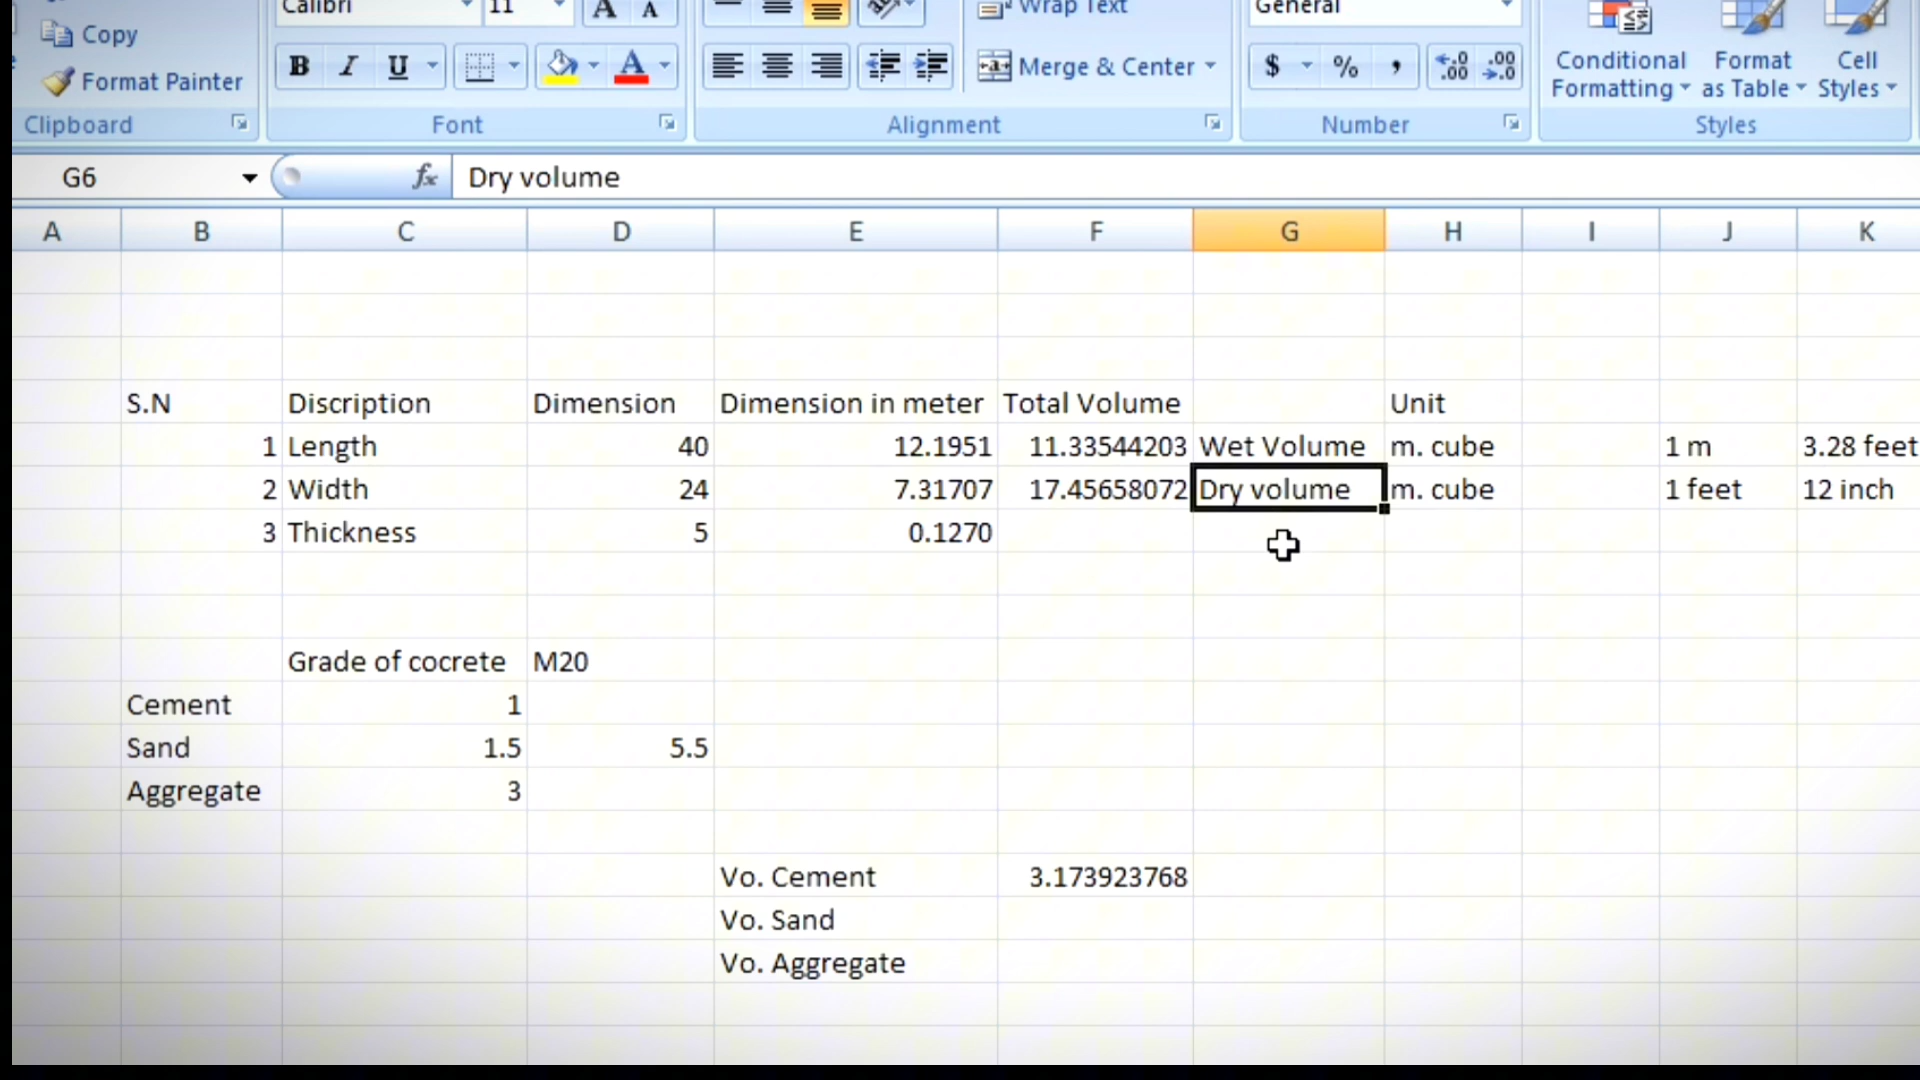 Calibri 11 A A Wrap Text General
Copy
Format Painter B I U A Merge & Center $ % , .0 .00 .00 .0 Conditional Formatting Format as Table Cell Styles
Clipboard Font Alignment Number Styles
G6 fx Dry volume
A B C D E F G H I J K
S.N Discription Dimension Dimension in meter Total Volume Unit
1 Length 40 12.1951 11.33544203 Wet Volume m. cube 1 m 3.28 feet
2 Width 24 7.31707 17.45658072 Dry volume m. cube 1 feet 12 inch
3 Thickness 5 0.1270
Grade of cocrete M20
Cement 1
Sand 1.5 5.5
Aggregate 3
Vo. Cement 3.173923768
Vo. Sand
Vo. Aggregate